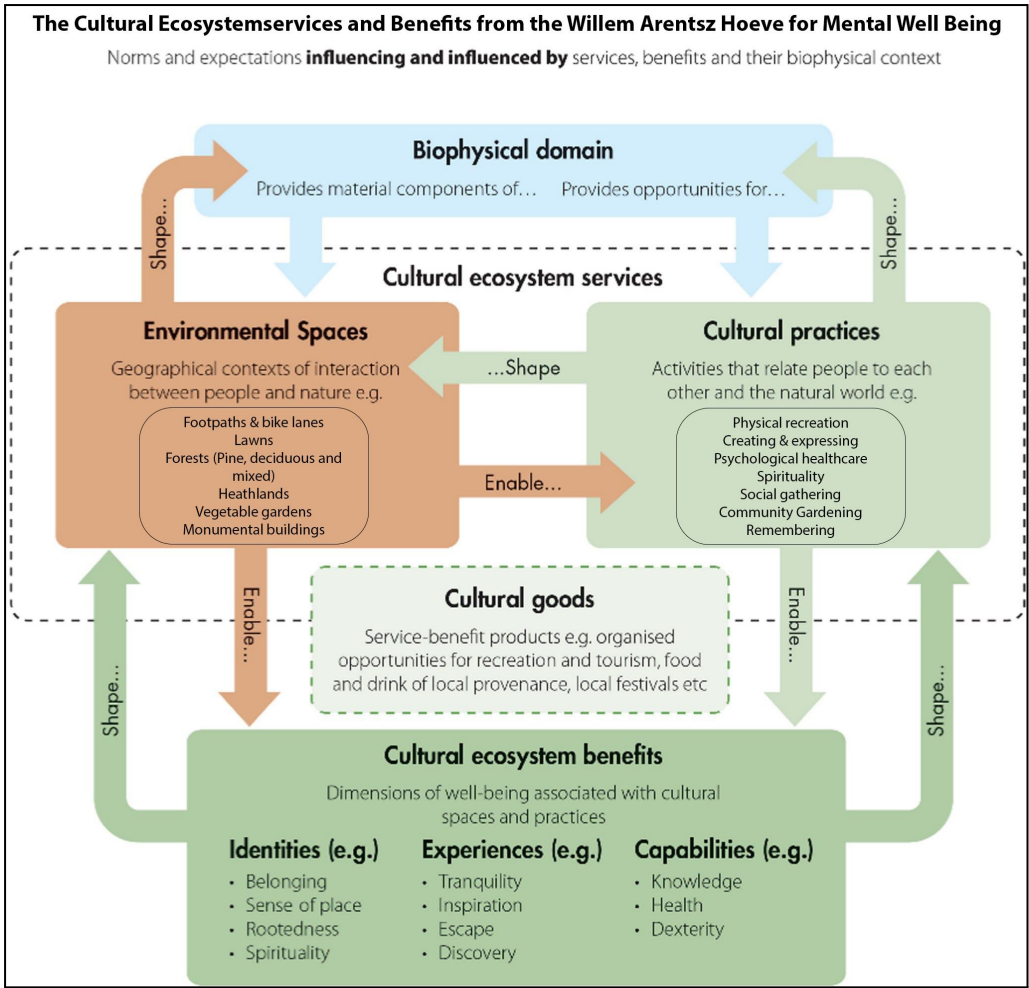 The Cultural Ecosystemservices and Benefits from the Willem Arentsz Hoeve for Mental Well Being
Norms and expectations influencing and influenced by services, benefits and their biophysical context
Biophysical domain
Provides material components of...
Provides opportunities for...
Shape...
Shape...
Cultural ecosystem services
Environmental Spaces
Geographical contexts of interaction
between people and nature e.g.
Footpaths & bike lanes
Lawns
Forests (Pine, deciduous and
mixed)
Heathlands
Vegetable gardens
Monumental buildings
...Shape
Enable...
Cultural practices
Activities that relate people to each
other and the natural world e.g.
Physical recreation
Creating & expressing
Psychological healthcare
Spirituality
Social gathering
Community Gardening
Remembering
Enable...
Enable...
Cultural goods
Service-benefit products e.g. organised
opportunities for recreation and tourism, food
and drink of local provenance, local festivals etc
Shape...
Shape...
Cultural ecosystem benefits
Dimensions of well-being associated with cultural
spaces and practices
Identities (e.g.)
• Belonging
• Sense of place
• Rootedness
• Spirituality
Experiences (e.g.)
• Tranquility
• Inspiration
• Escape
• Discovery
Capabilities (e.g.)
• Knowledge
• Health
• Dexterity